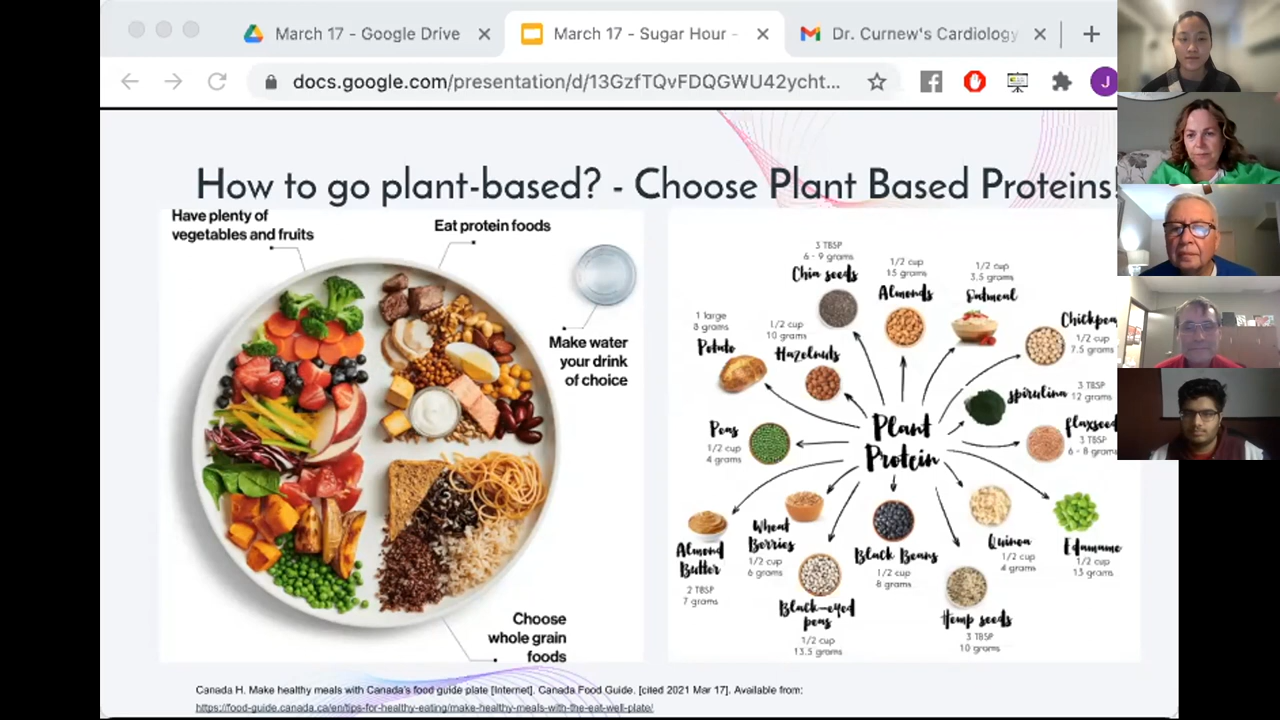 March 17 - Google Drive
March 17 - Sugar Hour -
Dr. Curnew's Cardiology
docs.google.com/presentation/d/13GzfTQvFDQGWU42ycht...
J
How to go plant-based? - Choose Plant Based Proteins!
Have plenty of
vegetables and fruits
Eat protein foods
Make water
your drink
of choice
Choose
whole grain
foods
3 TBSP
6 - 9 grams
Chia seeds
1/2 cup
15 grams
Almonds
1/2 cup
3.5 grams
Oatmeal
Chickpea
1/2 cup
7.5 grams
1 large
8 grams
Potato
1/2 cup
10 grams
Hazelnuts
spirulina
3 TBSP
12 grams
flaxseed
3 TBSP
6 - 8 grams
Plant
Protein
Peas
1/2 cup
4 grams
Almond
Butter
2 TBSP
7 grams
Wheat
Berries
1/2 cup
6 grams
Black-eyed
peas
1/2 cup
13.5 grams
Black Beans
1/2 cup
8 grams
Hemp seeds
3 TBSP
10 grams
Quinoa
1/2 cup
4 grams
Edamame
1/2 cup
13 grams
Canada H. Make healthy meals with Canada's food guide plate [Internet]. Canada Food Guide. [cited 2021 Mar 17]. Available from:
https://food-guide.canada.ca/en/tips-for-healthy-eating/make-healthy-meals-with-the-eat-well-plate/